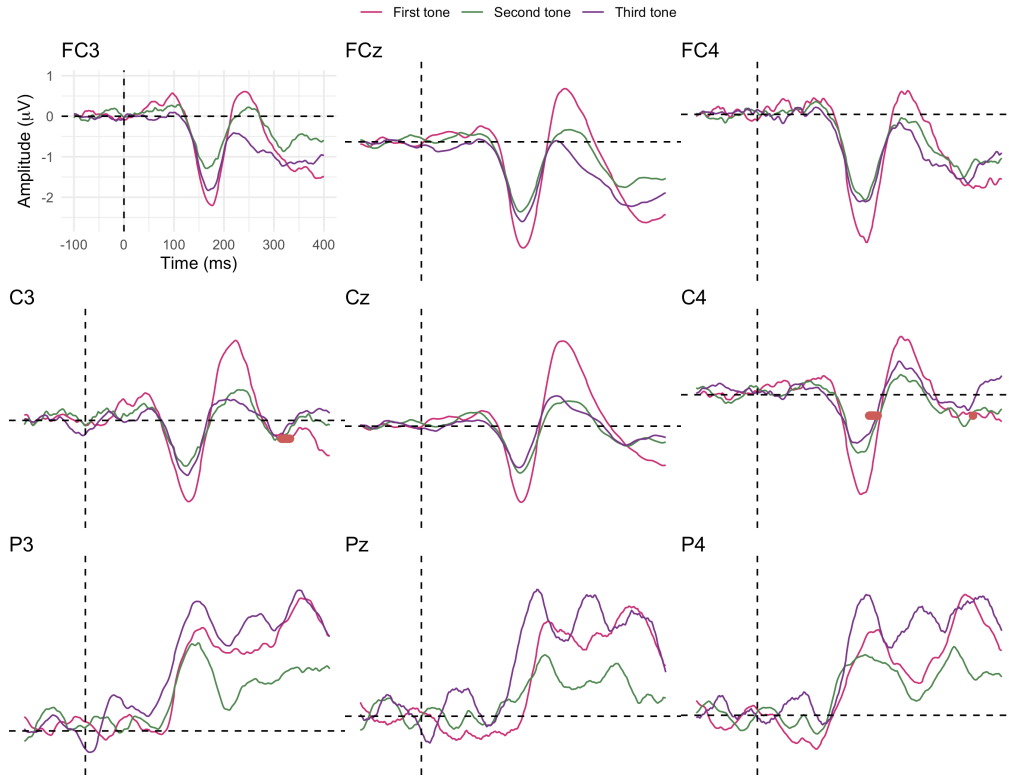 First tone Second tone Third tone
FC3
FCz
FC4
Amplitude (μV)
1
0
-1
-2
-100 0 100 200 300 400
Time (ms)
C3
Cz
C4
P3
Pz
P4